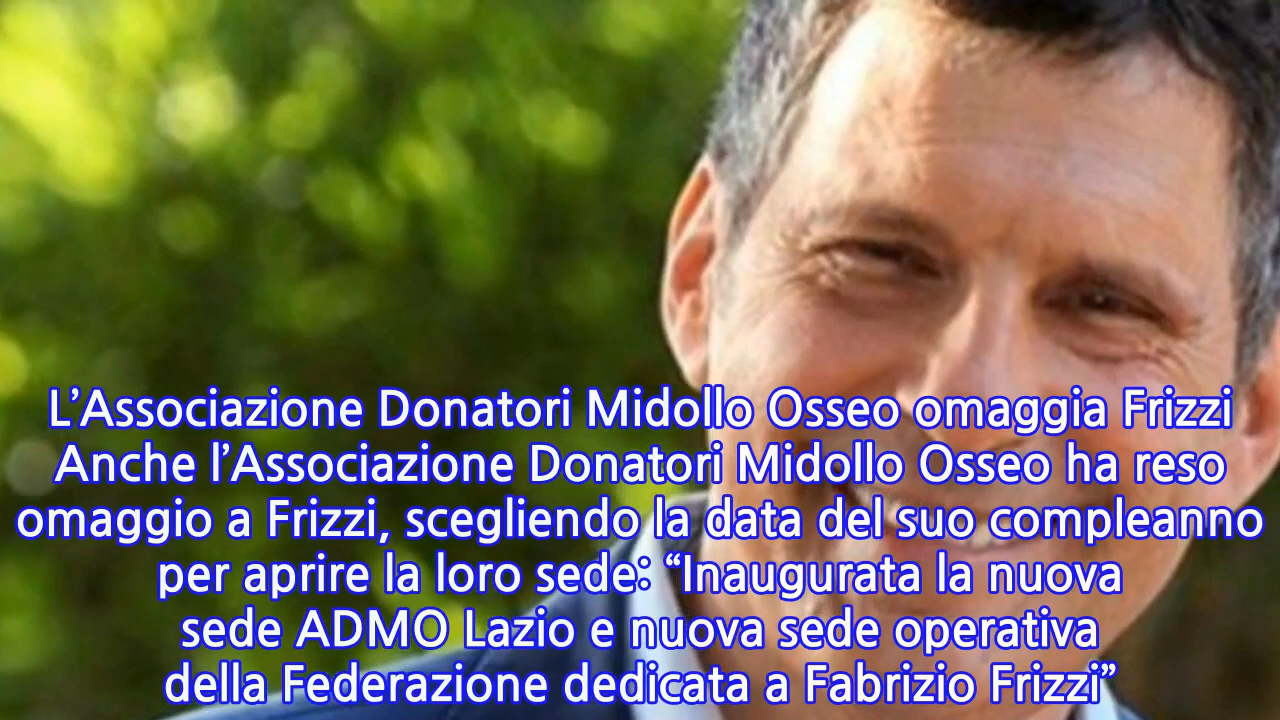 L’Associazione Donatori Midollo Osseo omaggia Frizzi
Anche l’Associazione Donatori Midollo Osseo ha reso
omaggio a Frizzi, scegliendo la data del suo compleanno
per aprire la loro sede: “Inaugurata la nuova
sede ADMO Lazio e nuova sede operativa
della Federazione dedicata a Fabrizio Frizzi”